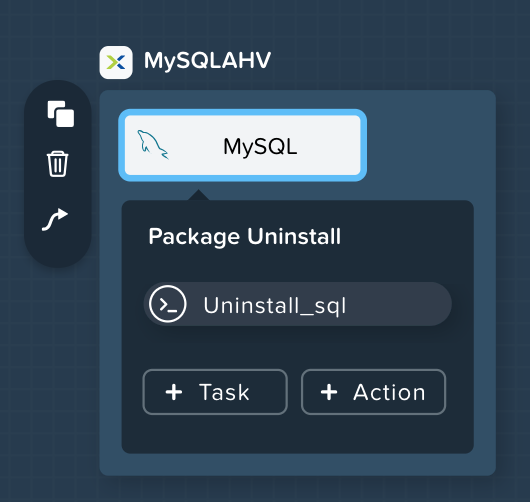 MySQLAHV
MySQL
Package Uninstall
Uninstall_sql
+ Task
+ Action